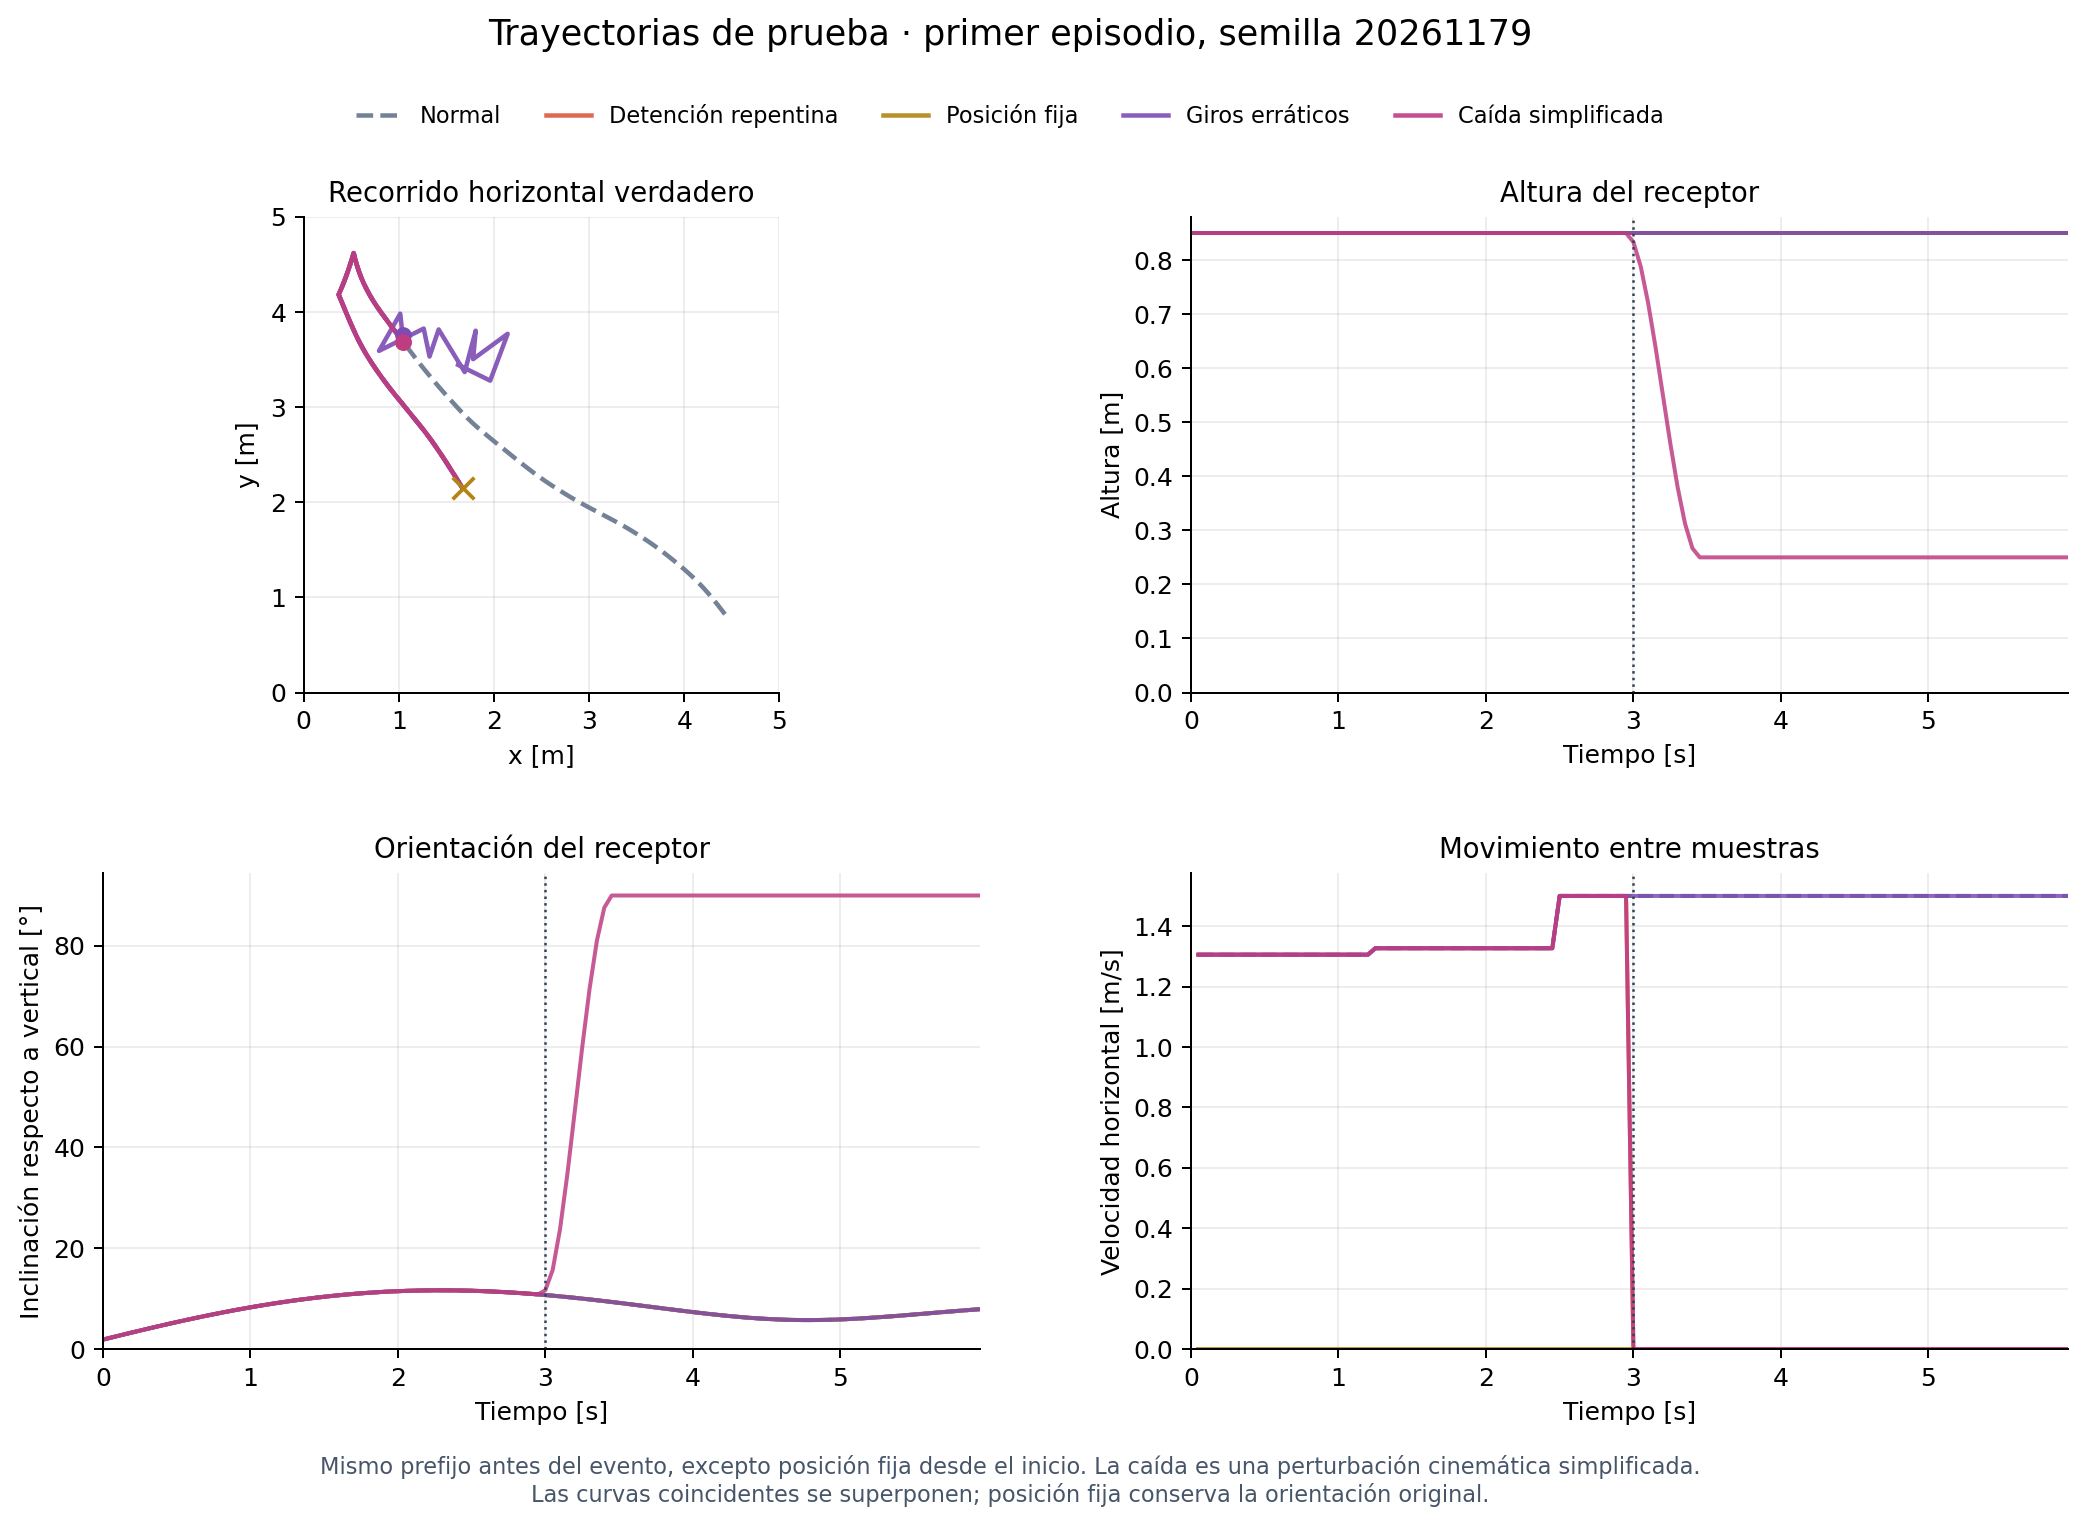 Trayectorias de prueba · primer episodio, semilla 20261179
Normal
Detención repentina
Posición fija
Giros erráticos
Caída simplificada
Recorrido horizontal verdadero
5
4
3
2
1
0
y [m]
0 1 2 3 4 5
x [m]
Altura del receptor
0.8
0.7
0.6
0.5
0.4
0.3
0.2
0.1
0.0
Altura [m]
0 1 2 3 4 5
Tiempo [s]
Orientación del receptor
80
60
40
20
0
Inclinación respecto a vertical [°]
0 1 2 3 4 5
Tiempo [s]
Movimiento entre muestras
1.4
1.2
1.0
0.8
0.6
0.4
0.2
0.0
Velocidad horizontal [m/s]
0 1 2 3 4 5
Tiempo [s]
Mismo prefijo antes del evento, excepto posición fija desde el inicio. La caída es una perturbación cinemática simplificada.
Las curvas coincidentes se superponen; posición fija conserva la orientación original.